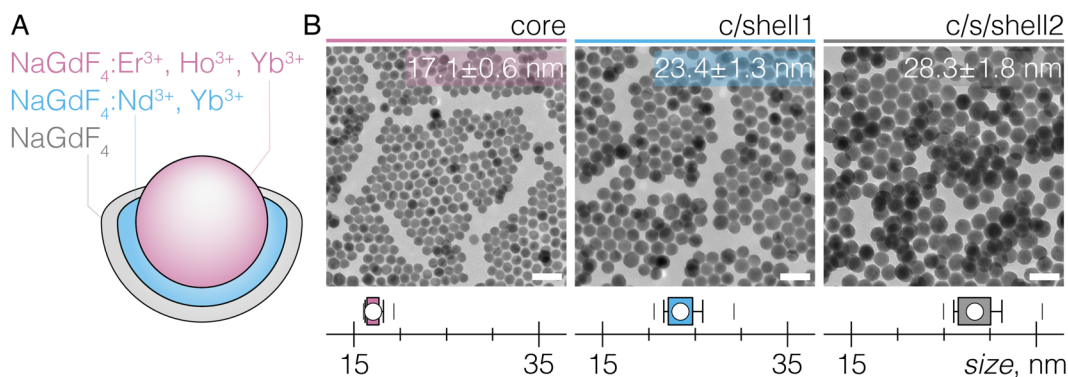 A
NaGdF₄:Er³⁺, Ho³⁺, Yb³⁺
NaGdF₄:Nd³⁺, Yb³⁺
NaGdF₄
B
core
c/shell1
c/s/shell2
17.1±0.6 nm
23.4±1.3 nm
28.3±1.8 nm
15 35
15 35
15 size, nm